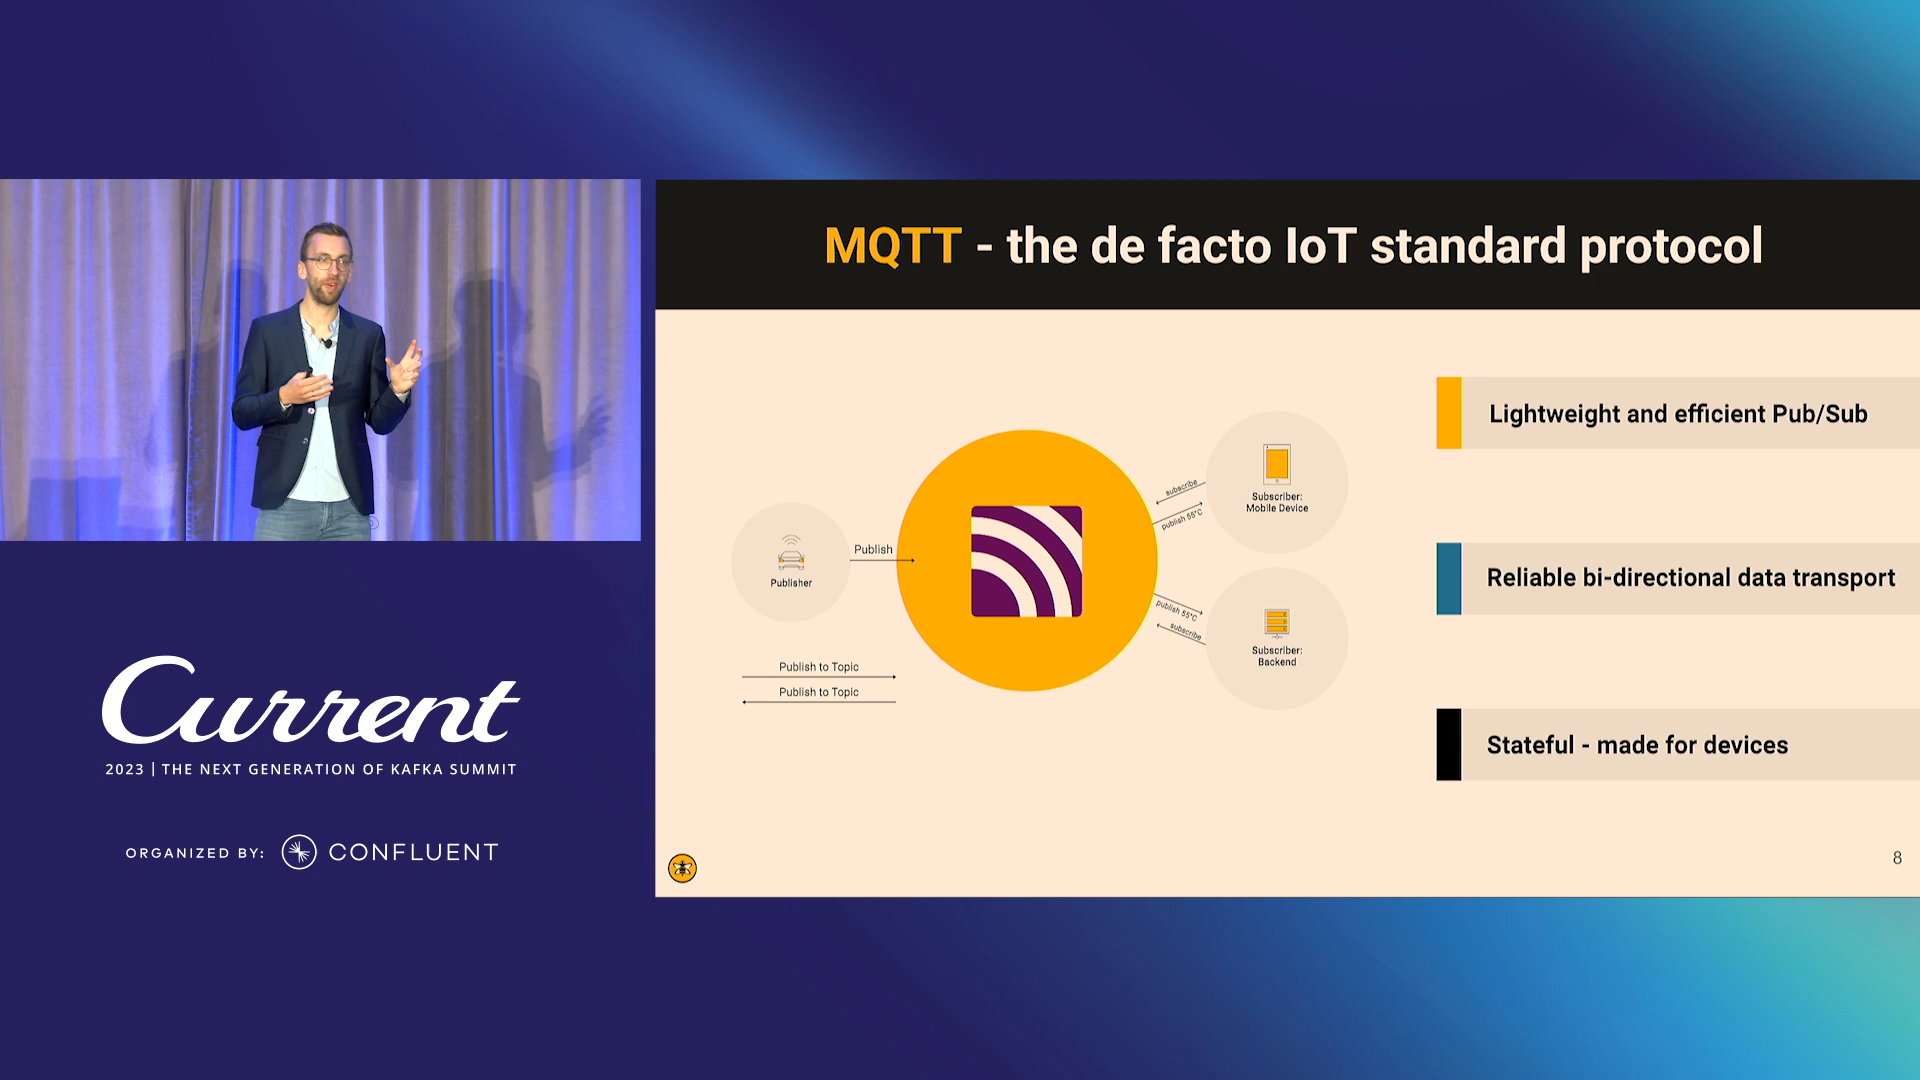 MQTT - the de facto IoT standard protocol
Lightweight and efficient Pub/Sub
subscribe
Subscriber:
Mobile Device
publish 55°C
Publish
Publisher
Reliable bi-directional data transport
publish 55°C
subscribe
Subscriber:
Backend
Publish to Topic
Publish to Topic
Stateful - made for devices
8
Current
2023 | THE NEXT GENERATION OF KAFKA SUMMIT
ORGANIZED BY: CONFLUENT